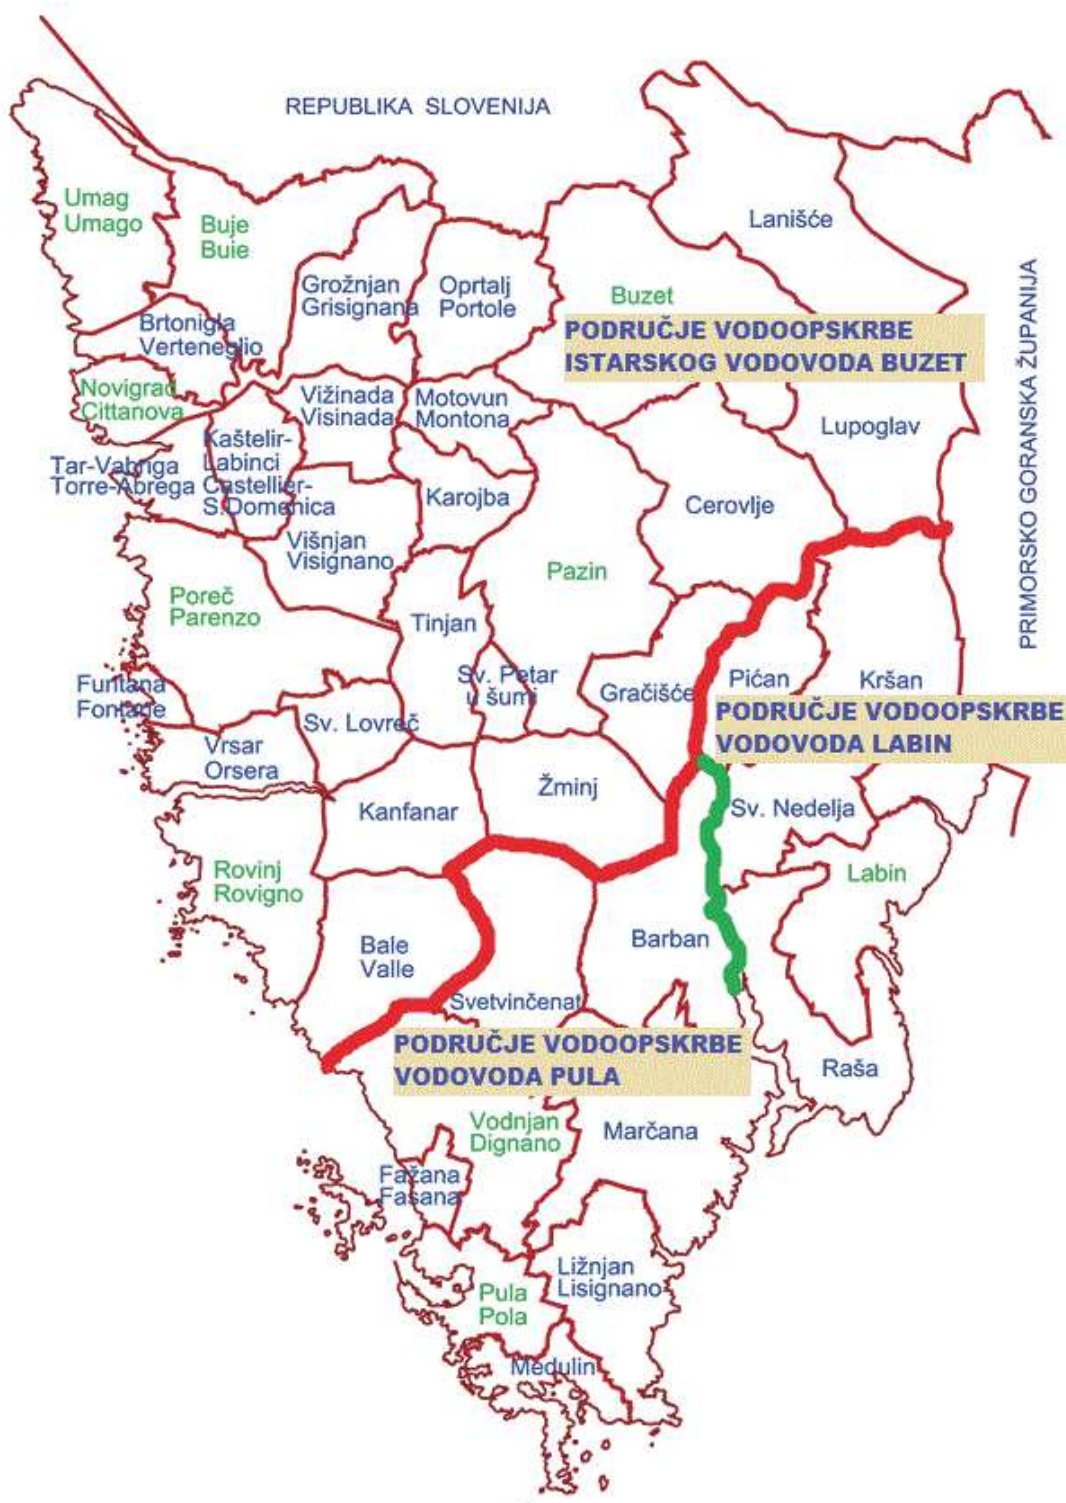 REPUBLIKA SLOVENIJA
Umag
Umago
Buje
Buie
Lanišće
Grožnjan
Grisignana
Oprtalj
Portole
Buzet
PODRUČJE VODOOPSKRBE
ISTARSKOG VODOVODA BUZET
PRIMORSKO GORANSKA ŽUPANIJA
Brtonigla
Verteneglio
Novigrad
Cittanova
Vižinada
Visinada
Motovun
Montona
Lupoglav
Kaštelir-
Labinci
Castellier-
S.Domenica
Tar-Vabriga
Torre-Abrega
Karojba
Cerovlje
Višnjan
Visignano
Pazin
Poreč
Parenzo
Tinjan
Sv. Petar
u šumi
Gračišće
Pićan
Kršan
Funtana
Fontane
Sv. Lovreč
PODRUČJE VODOOPSKRBE
VODOVODA LABIN
Vrsar
Orsera
Žminj
Kanfanar
Sv. Nedelja
Rovinj
Rovigno
Labin
Bale
Valle
Barban
Svetvinčenat
PODRUČJE VODOOPSKRBE
VODOVODA PULA
Raša
Vodnjan
Dignano
Marčana
Fažana
Fasana
Ližnjan
Lisignano
Pula
Pola
Medulin